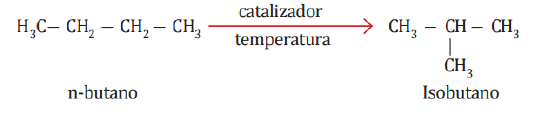 catalizador
H₃C– CH₂ – CH₂ – CH₃
temperatura
CH₃ – CH – CH₃
|
CH₃
n-butano
Isobutano